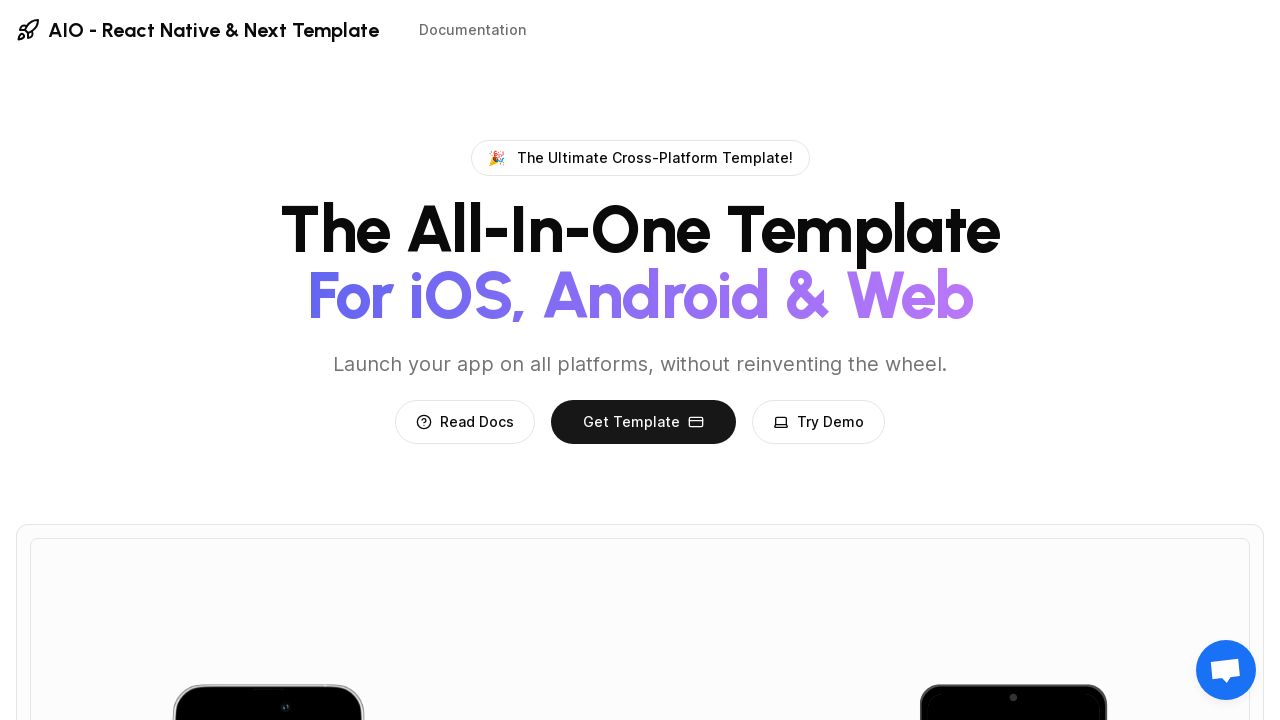 AIO - React Native & Next Template
Documentation
🎉 The Ultimate Cross-Platform Template!
The All-In-One Template
For iOS, Android & Web
Launch your app on all platforms, without reinventing the wheel.
Read Docs
Get Template
Try Demo